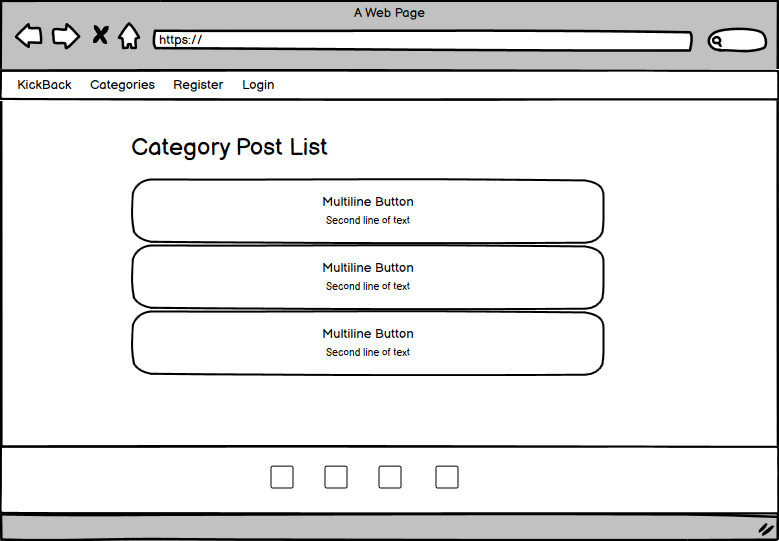 A Web Page
https://
KickBack Categories Register Login
Category Post List
Multiline Button
Second line of text
Multiline Button
Second line of text
Multiline Button
Second line of text